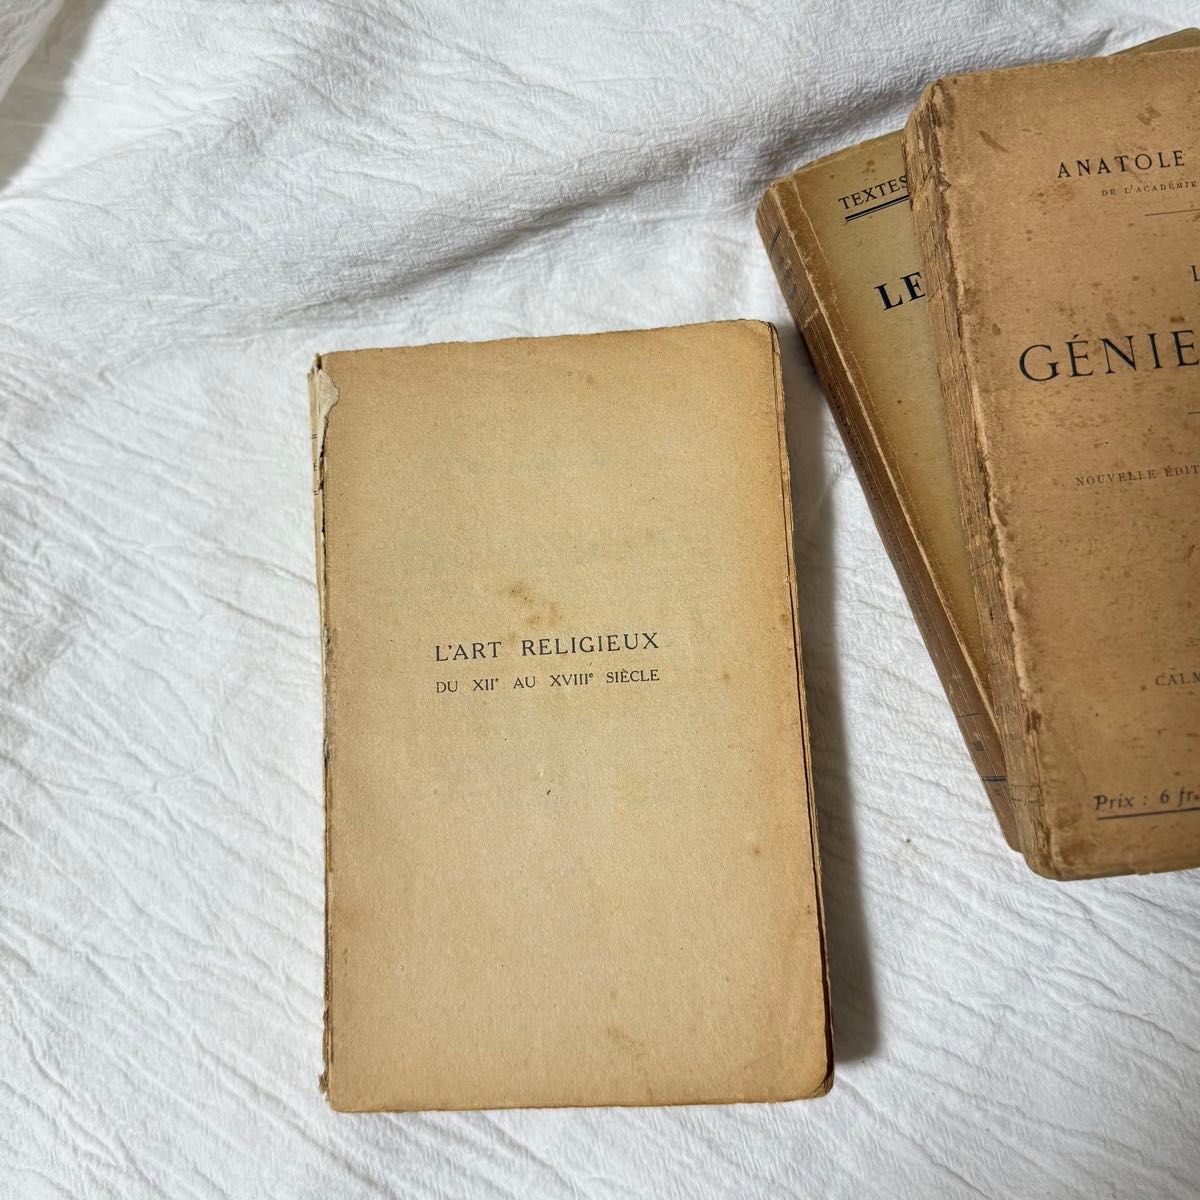 L'ART RELIGIEUX
DU XIIᵉ AU XVIIIᵉ SIÈCLE
TEXTES
LE
ANATOLE
DE L'ACADÉMIE
L
GÉNIE
NOUVELLE ÉDIT
CALM
Prix : 6 fr.